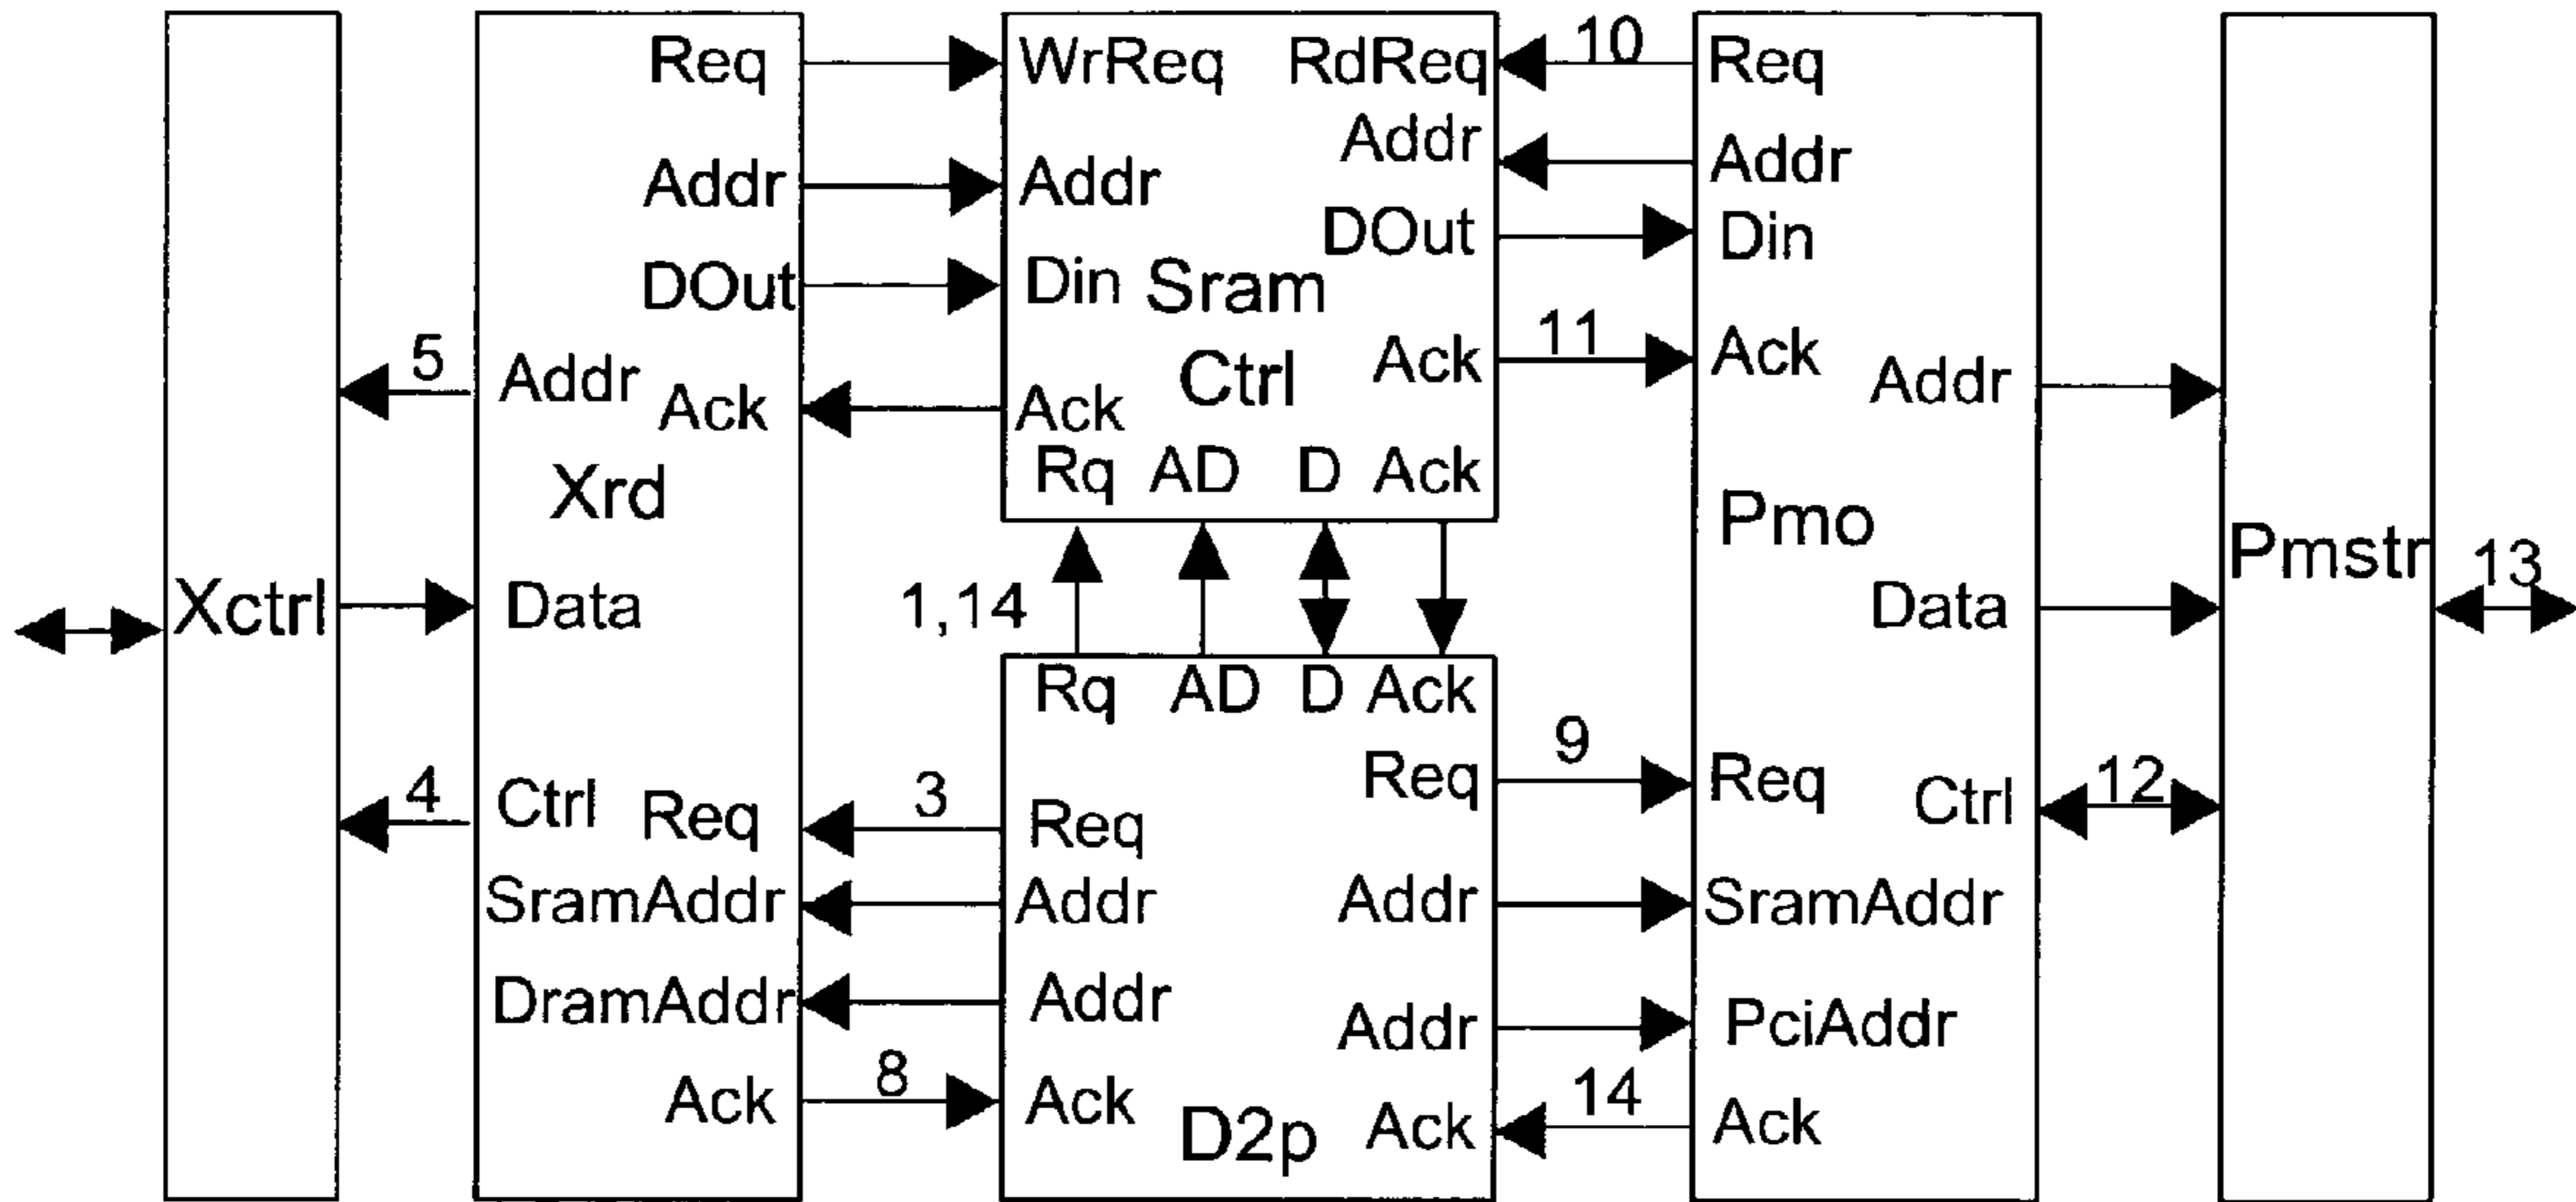 Req WrReq RdReq 10 Req
Addr Addr
Addr Addr
DOut Din
DOut Din Sram
5 Addr Ctrl Ack 11 Ack Addr
Ack Ack
Rq AD D Ack
Xrd Pmo
Xctrl Data 1,14 Data Pmstr 13
Rq AD D Ack
Req 9 Req
4 Ctrl Req 3 Req Ctrl 12
SramAddr Addr Addr SramAddr
DramAddr Addr Addr PciAddr
Ack 8 Ack D2p Ack 14 Ack